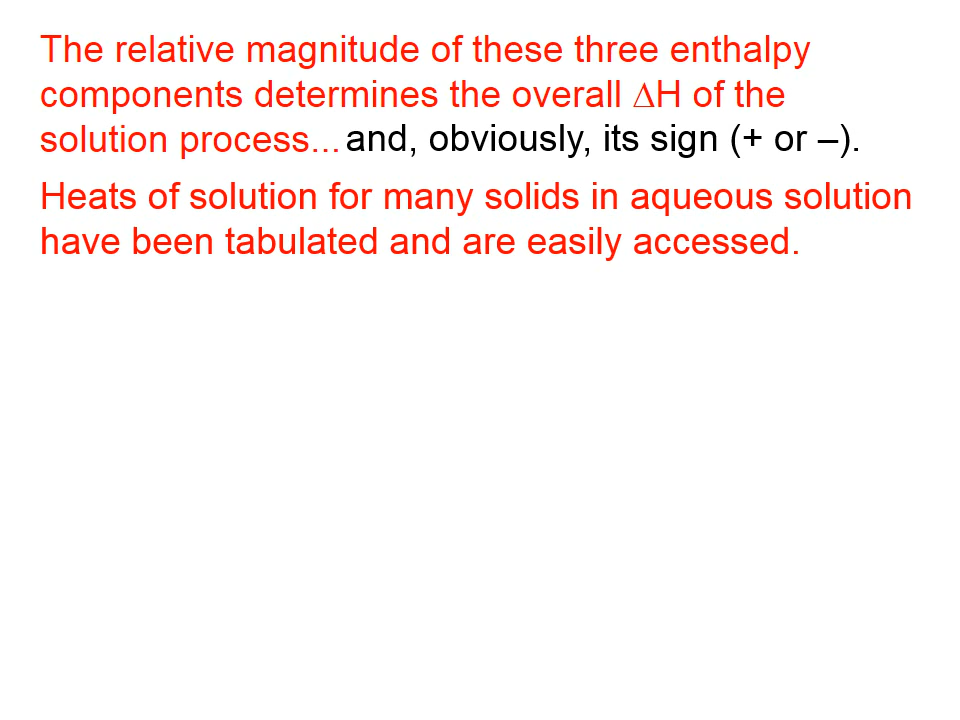 The relative magnitude of these three enthalpy
components determines the overall ∆H of the
solution process... and, obviously, its sign (+ or –).
Heats of solution for many solids in aqueous solution
have been tabulated and are easily accessed.